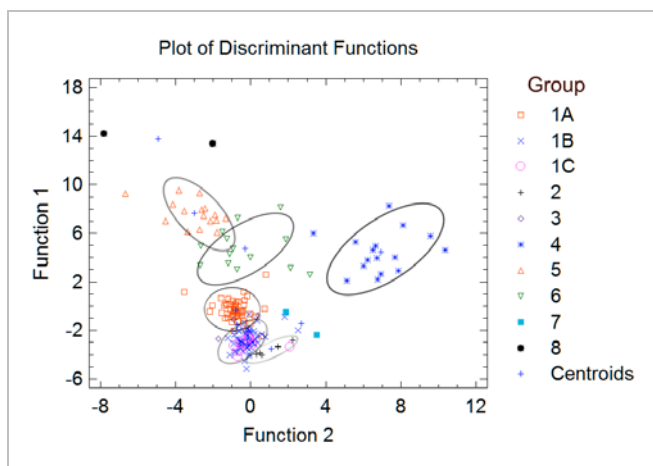 Plot of Discriminant Functions
18
14
10
6
2
-2
-6
Function 1
-8
-4
0
4
8
12
Function 2
Group
1A
1B
1C
2
3
4
5
6
7
8
Centroids